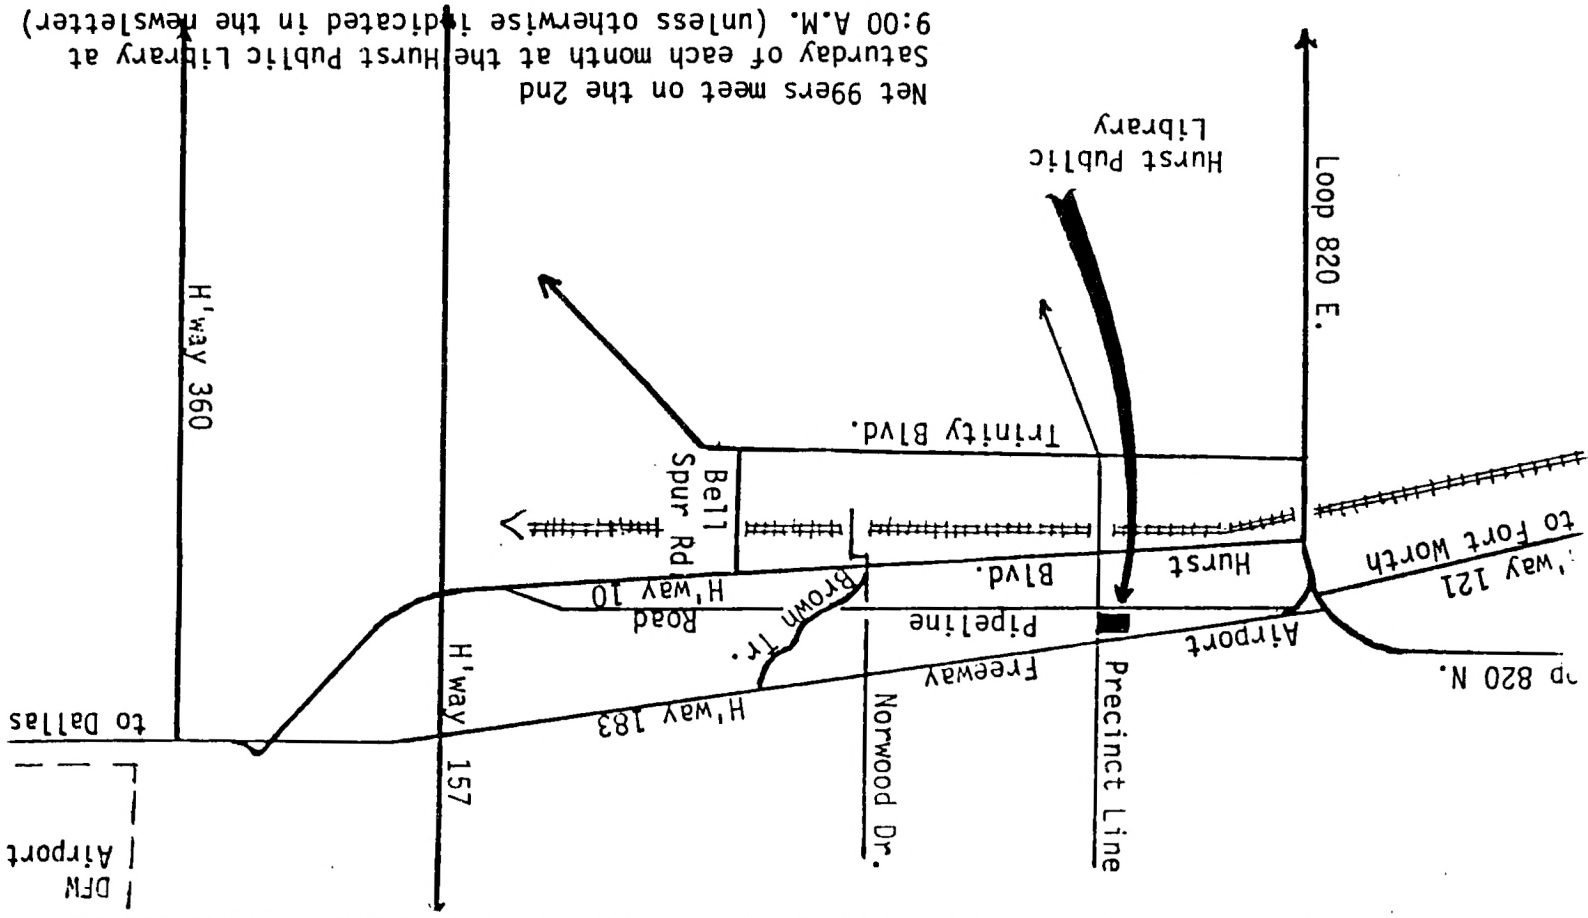 DFW
Airport
to Dallas
H'way 157
Norwood Dr.
Precinct Line
820 N.
H'way 183
Freeway
Airport
Brown Tr.
Pipeline
Road
H'way 10
Hurst
Blvd.
'way 121
to Fort Worth
Bell
Spur Rd
Trinity Blvd.
H'way 360
Loop 820 E.
Hurst Public
Library
Net 99ers meet on the 2nd
Saturday of each month at the Hurst Public Library at
9:00 A.M. (unless otherwise indicated in the newsletter)